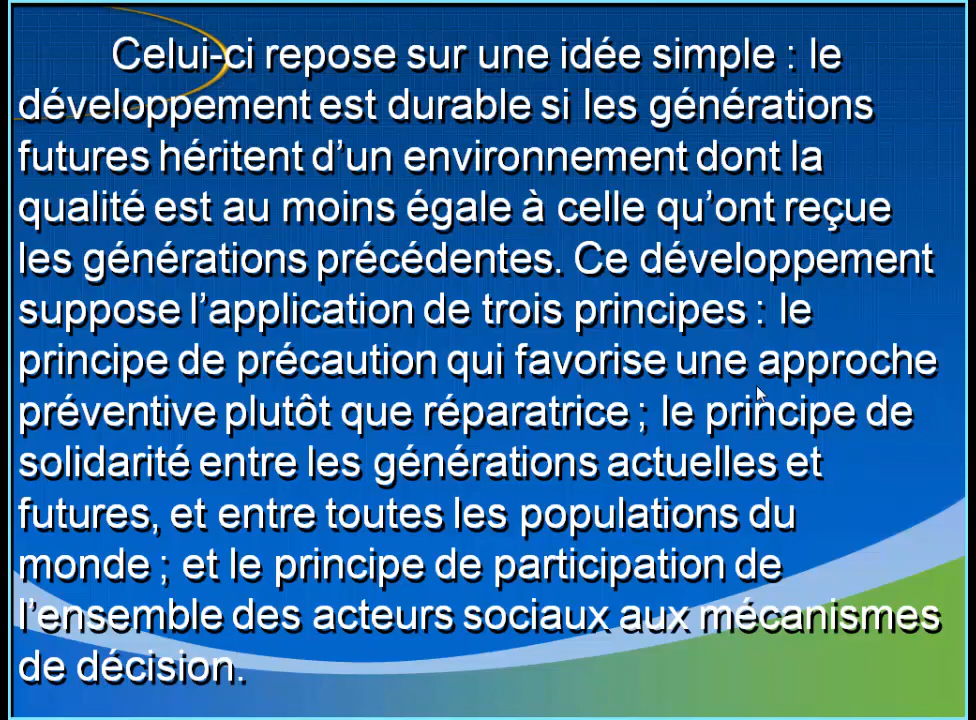 Celui-ci repose sur une idée simple : le
développement est durable si les générations
futures héritent d’un environnement dont la
qualité est au moins égale à celle qu’ont reçue
les générations précédentes. Ce développement
suppose l’application de trois principes : le
principe de précaution qui favorise une approche
préventive plutôt que réparatrice ; le principe de
solidarité entre les générations actuelles et
futures, et entre toutes les populations du
monde ; et le principe de participation de
l’ensemble des acteurs sociaux aux mécanismes
de décision.